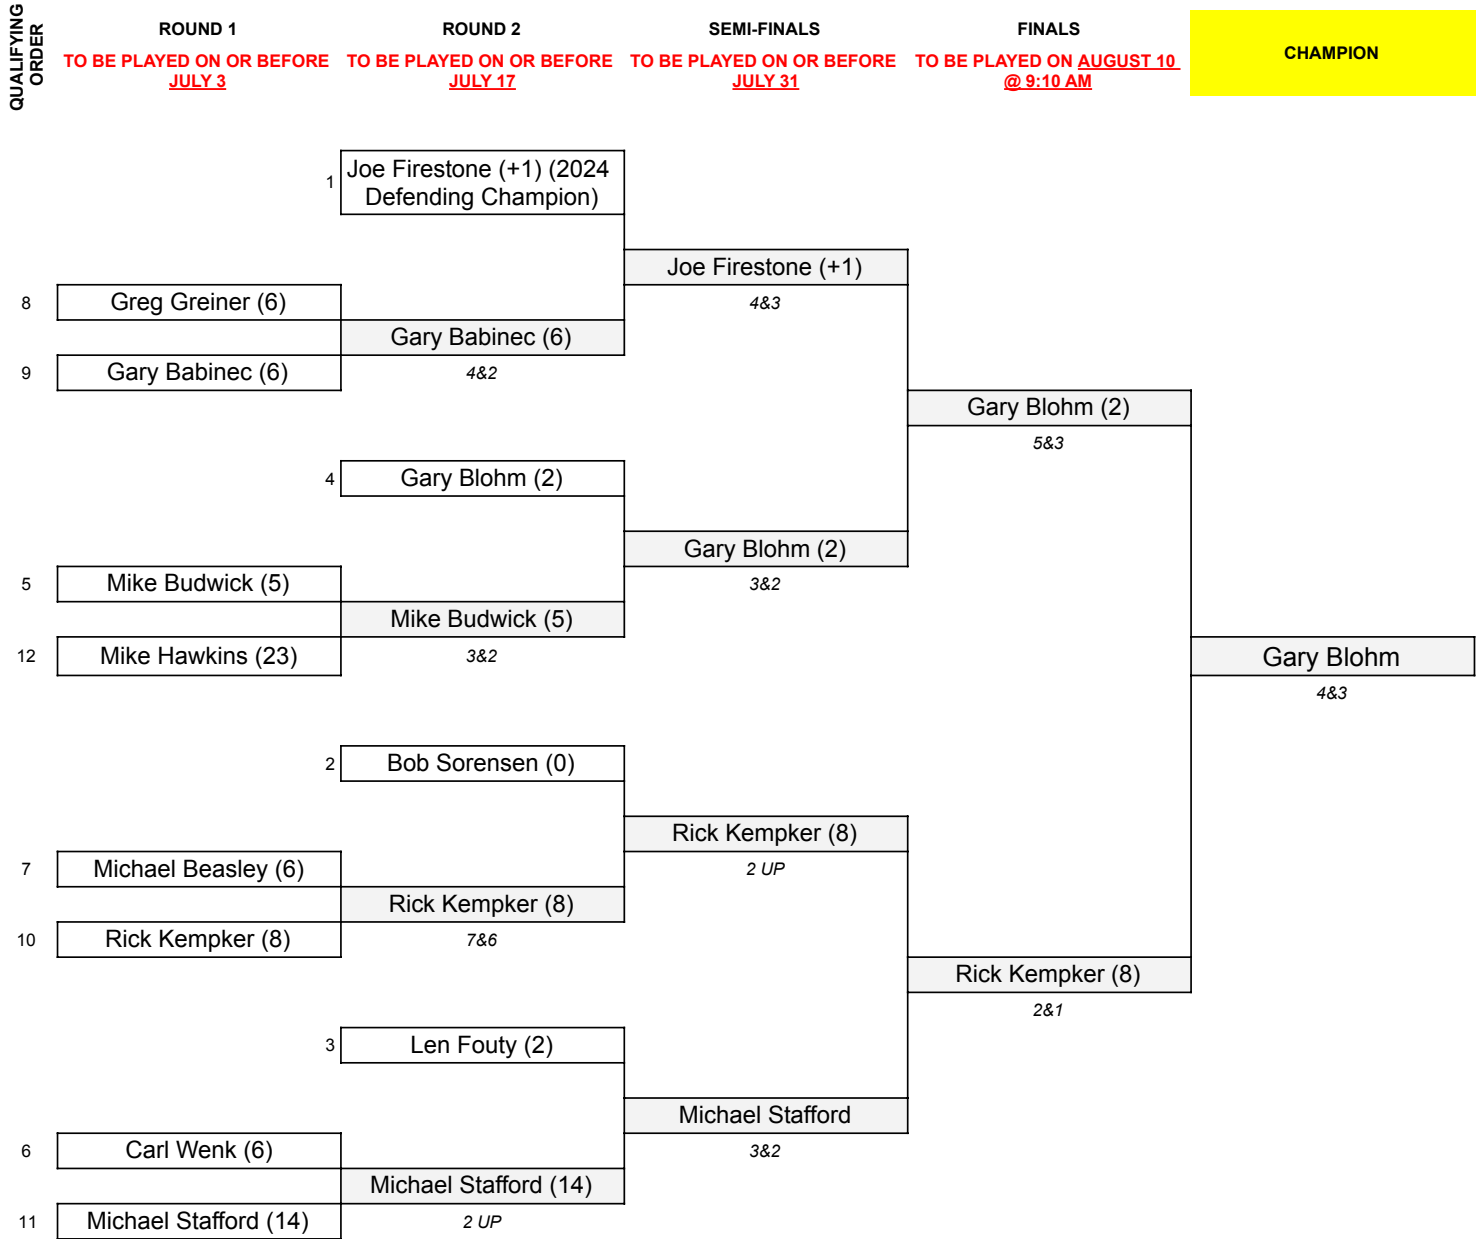 QUALIFYING
ORDER
ROUND 1
TO BE PLAYED ON OR BEFORE
JULY 3
ROUND 2
TO BE PLAYED ON OR BEFORE
JULY 17
SEMI-FINALS
TO BE PLAYED ON OR BEFORE
JULY 31
FINALS
TO BE PLAYED ON AUGUST 10
@ 9:10 AM
CHAMPION
1
Joe Firestone (+1) (2024
Defending Champion)
Joe Firestone (+1)
4&3
8
Greg Greiner (6)
Gary Babinec (6)
4&2
9
Gary Babinec (6)
Gary Blohm (2)
5&3
4
Gary Blohm (2)
Gary Blohm (2)
3&2
5
Mike Budwick (5)
Mike Budwick (5)
3&2
12
Mike Hawkins (23)
Gary Blohm
4&3
2
Bob Sorensen (0)
Rick Kempker (8)
2 UP
7
Michael Beasley (6)
Rick Kempker (8)
7&6
10
Rick Kempker (8)
Rick Kempker (8)
2&1
3
Len Fouty (2)
Michael Stafford
3&2
6
Carl Wenk (6)
Michael Stafford (14)
2 UP
11
Michael Stafford (14)